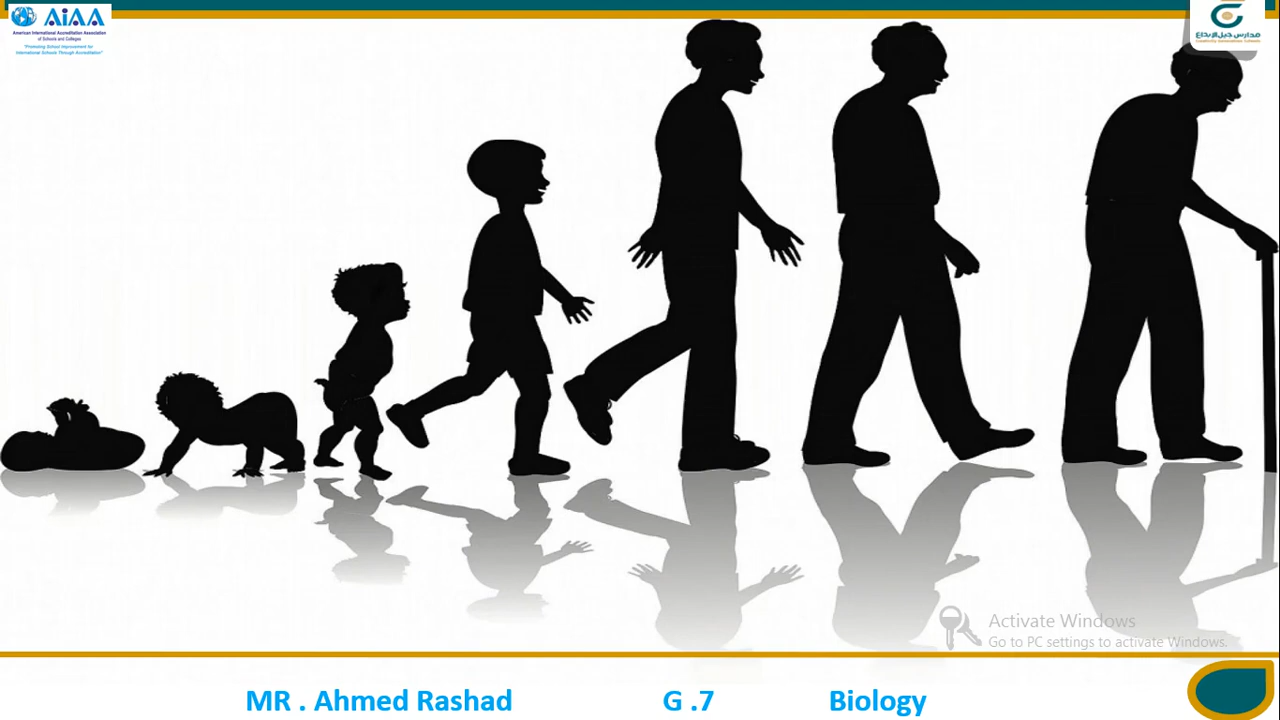 AiAA
American International Accreditation Association
of Schools and Colleges
"Promoting School Improvement for
International Schools Through Accreditation"
مدارس جيل الإبداع
Activate Windows
Go to PC settings to activate Windows.
MR . Ahmed Rashad G .7 Biology